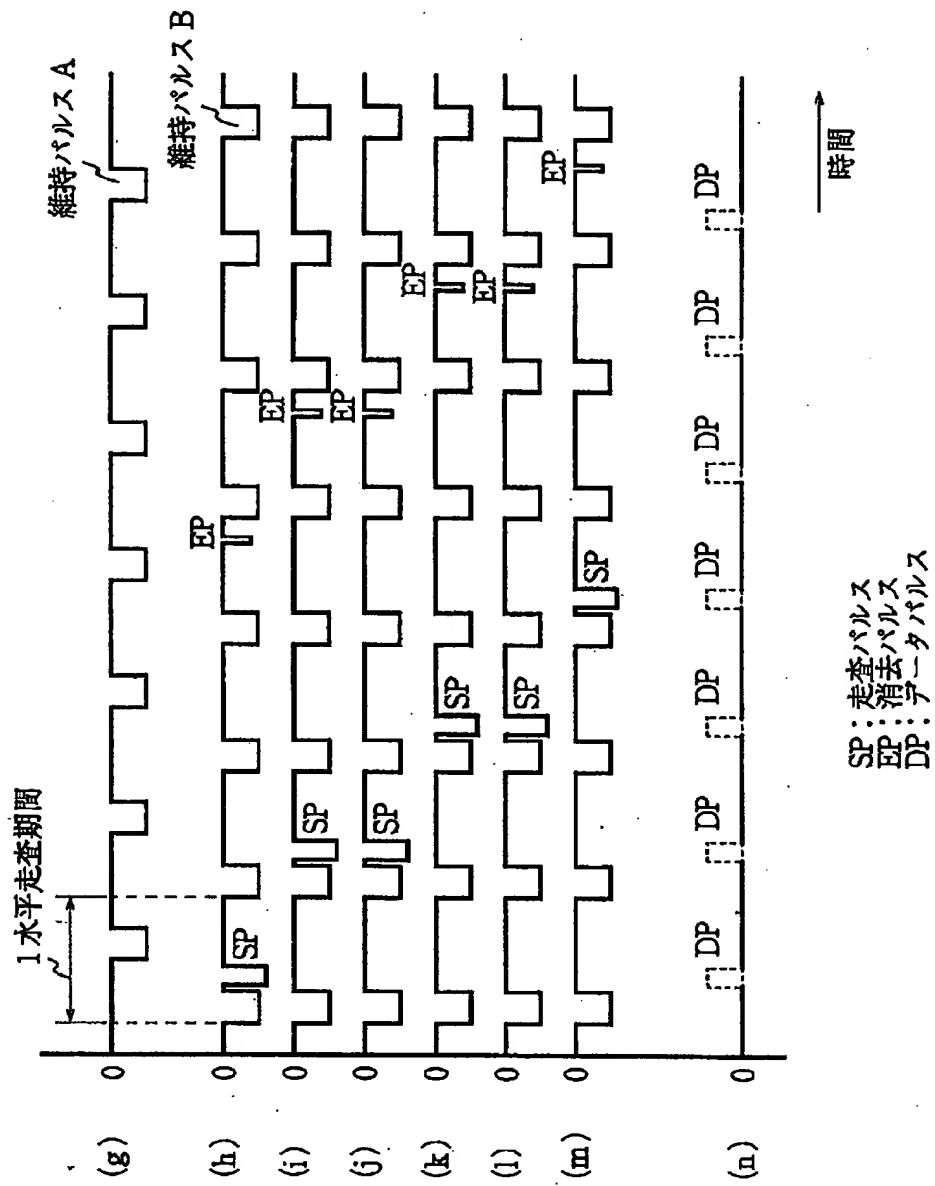 維持パルスA
1水平走査期間
(g) 0
維持パルスB
(h) 0 SP EP
(i) 0 SP EP
(j) 0 SP EP
(k) 0 SP EP
(l) 0 SP EP
(m) 0 SP EP
(n) 0 DP DP DP DP DP DP DP
時間
SP:走査パルス
EP:消去パルス
DP:データパルス